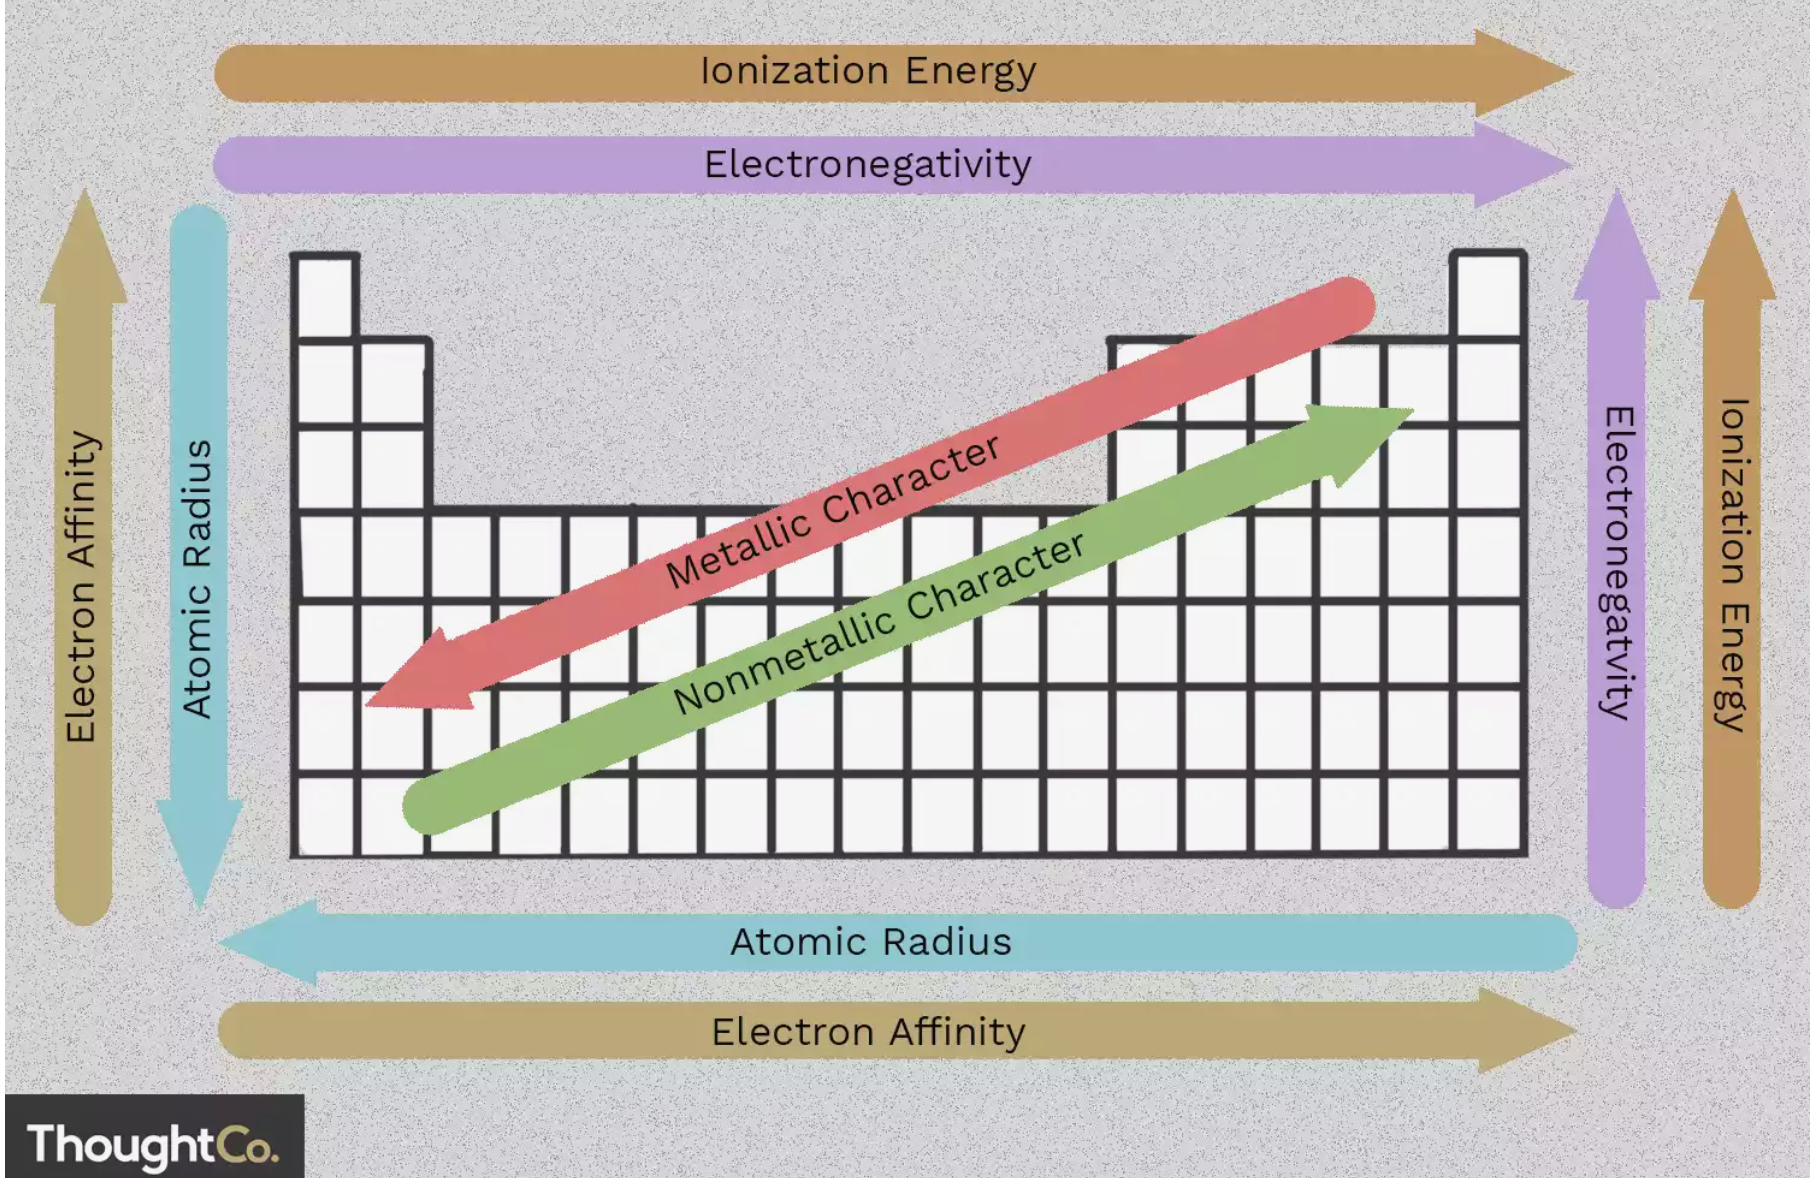 Ionization Energy
Electronegativity
Electron Affinity
Atomic Radius
Metallic Character
Nonmetallic Character
Electronegatvity
Ionization Energy
Atomic Radius
Electron Affinity
ThoughtCo.